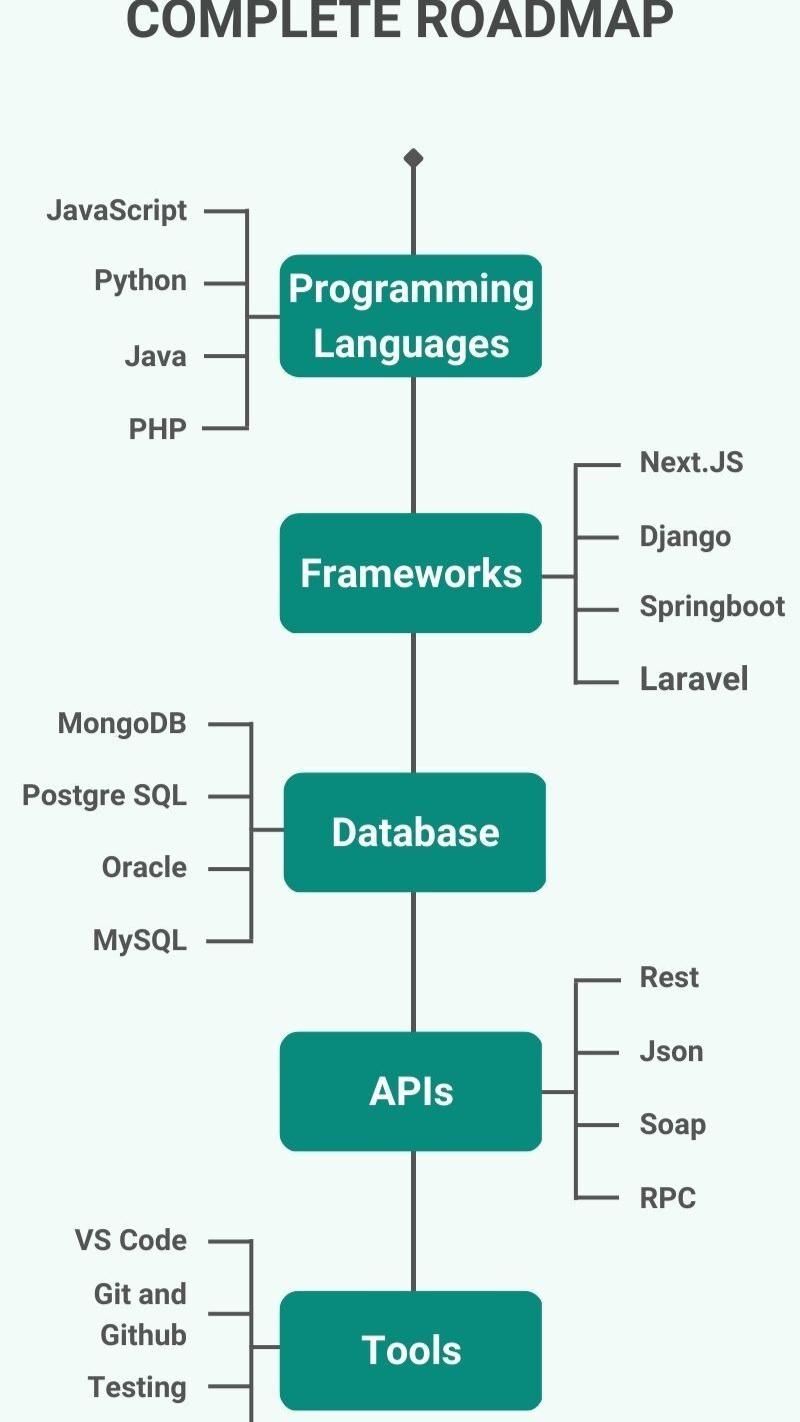 COMPLETE ROADMAP
JavaScript
Python
Java
PHP
Programming
Languages
Next.JS
Django
Springboot
Laravel
Frameworks
MongoDB
Postgre SQL
Oracle
MySQL
Database
Rest
Json
Soap
RPC
APIs
VS Code
Git and
Github
Testing
Tools